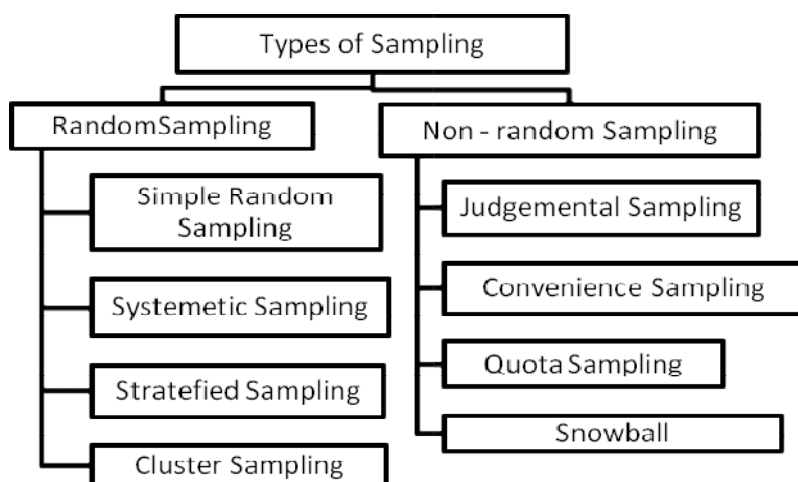 Types of Sampling
RandomSampling
Simple Random
Sampling
Systemetic Sampling
Stratefied Sampling
Cluster Sampling
Non - random Sampling
Judgemental Sampling
Convenience Sampling
Quota Sampling
Snowball